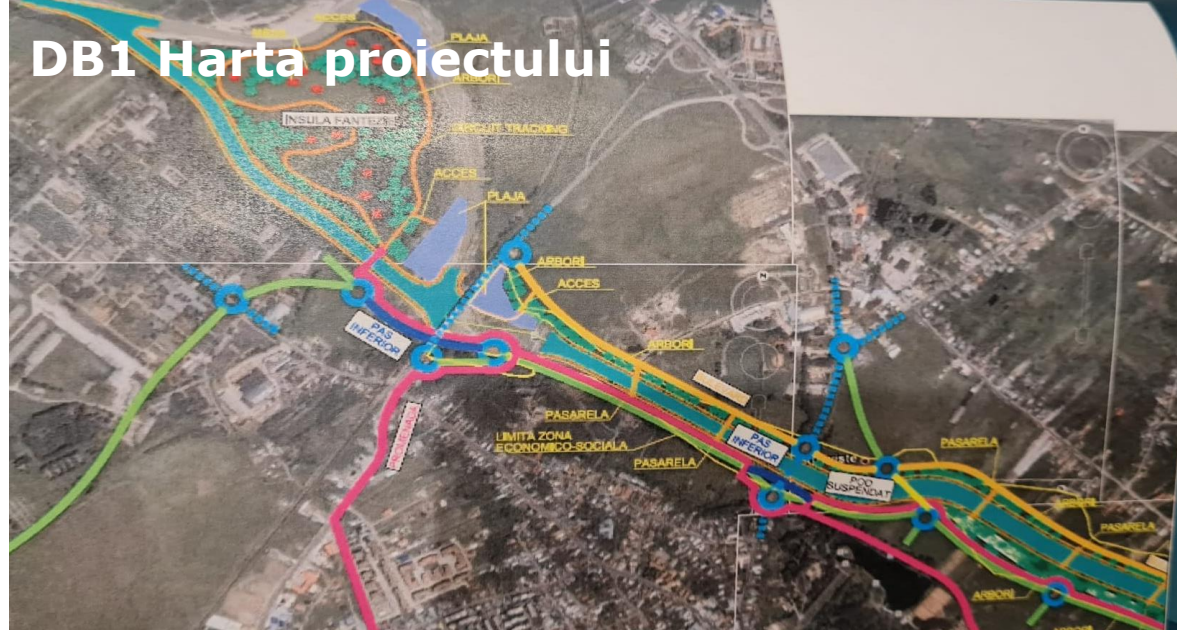 DB1 Harta proiectului
ACCES
PLAJA
ARBORI
INSULA FANTEZIEI
CIRCUIT TRACKING
ACCES
PLAJA
ARBORI
ACCES
PAS
INFERIOR
ARBORI
PASARELA
LIMITA ZONA
ECONOMICO-SOCIALA
PASARELA
PAS
INFERIOR
PASARELA
POD
SUSPENDAT
PASARELA
ARBORI